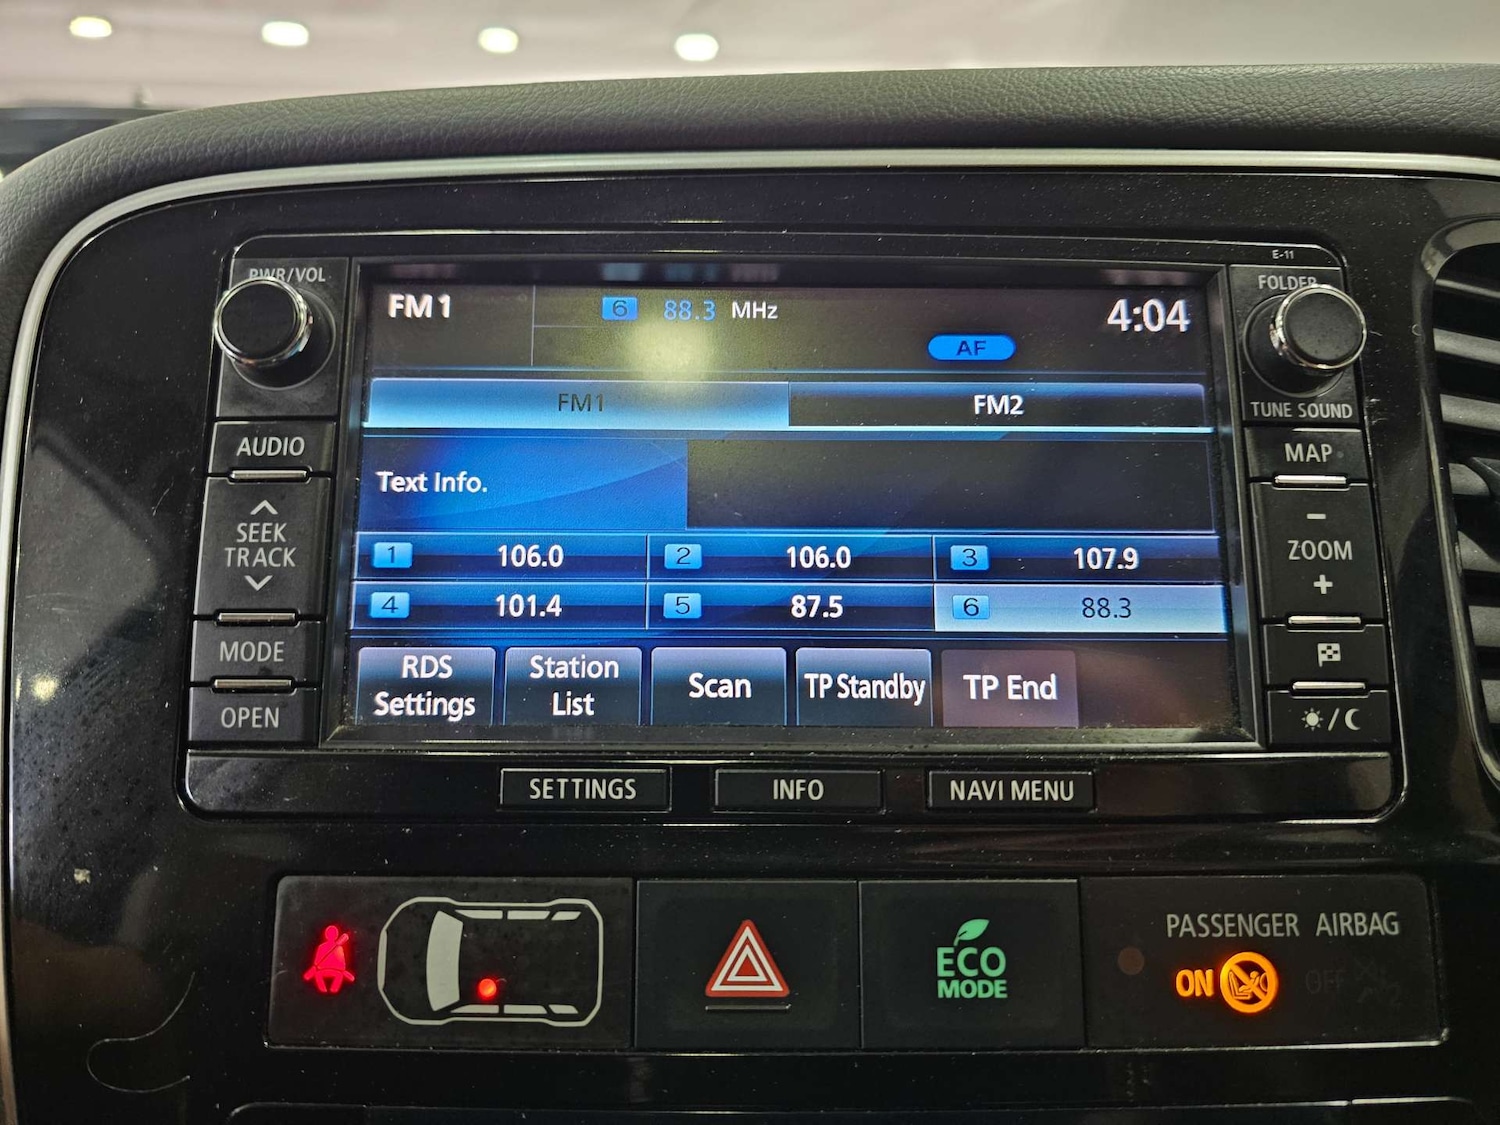 E-11
PWR/VOL
FOLDER
FM1
6 88.3 MHz
4:04
AF
FM1
FM2
TUNE SOUND
AUDIO
MAP
Text Info.
SEEK
TRACK
- ZOOM +
1 106.0
2 106.0
3 107.9
4 101.4
5 87.5
6 88.3
MODE
OPEN
RDS
Settings
Station
List
Scan
TP Standby
TP End
SETTINGS
INFO
NAVI MENU
ECO
MODE
PASSENGER AIRBAG
ON
OFF